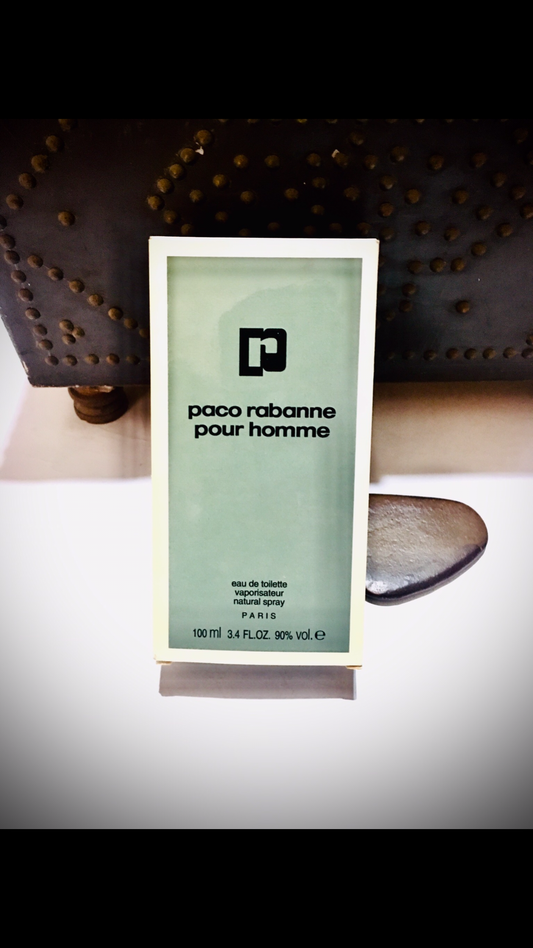 paco rabanne
pour homme
eau de toilette
vaporisateur
natural spray
PARIS
100 ml 3.4 FL.OZ. 90% vol. ℮